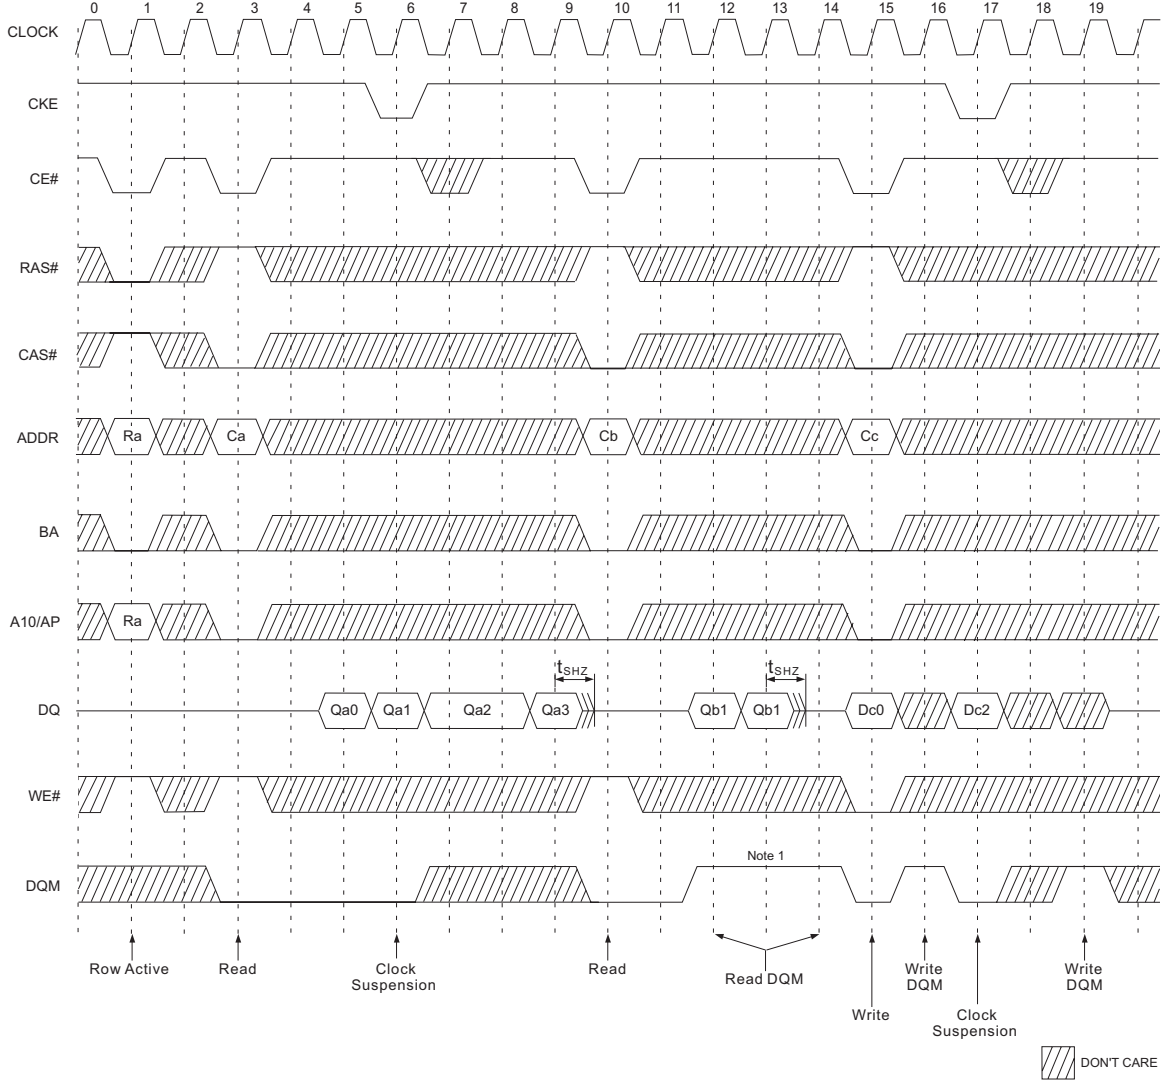 0 1 2 3 4 5 6 7 8 9 10 11 12 13 14 15 16 17 18 19
CLOCK
CKE
CE#
RAS#
CAS#
ADDR Ra Ca Cb Cc
BA
A10/AP Ra
tSHZ tSHZ
DQ Qa0 Qa1 Qa2 Qa3 Qb1 Qb1 Dc0 Dc2
WE#
Note 1
DQM
Row Active Read Clock Suspension Read Read DQM Write DQM Write DQM
Write Clock Suspension
DON'T CARE